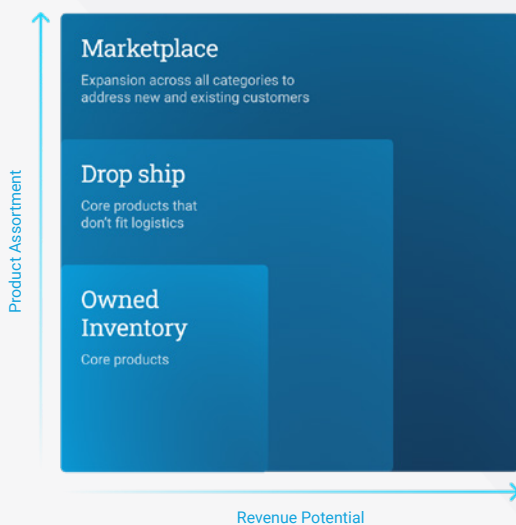 Marketplace
Expansion across all categories to
address new and existing customers
Drop ship
Core products that
don't fit logistics
Owned
Inventory
Core products
Product Assortment
Revenue Potential